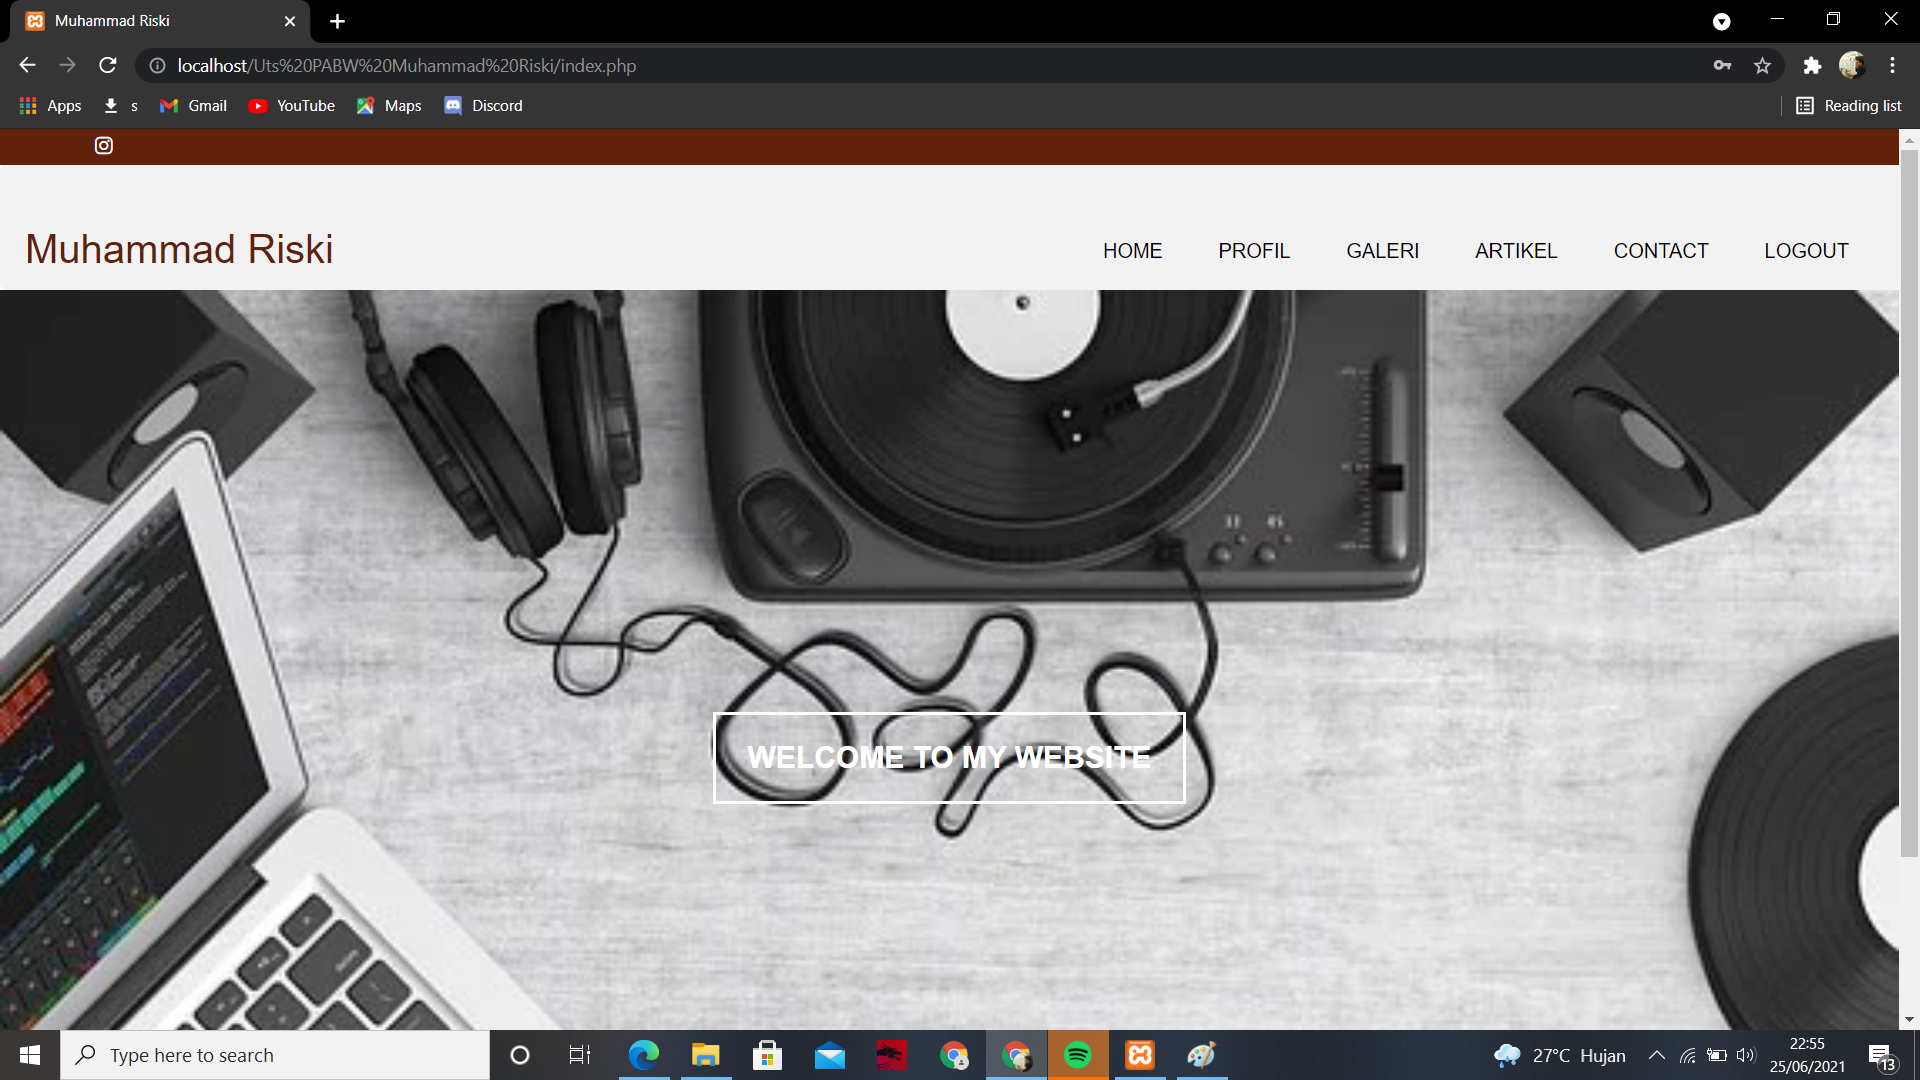 Muhammad Riski
localhost/Uts%20PABW%20Muhammad%20Riski/index.php
Apps s Gmail YouTube Maps Discord Reading list
Muhammad Riski HOME PROFIL GALERI ARTIKEL CONTACT LOGOUT
33 45
WELCOME TO MY WEBSITE
Type here to search
27°C Hujan
22:55
25/06/2021
13